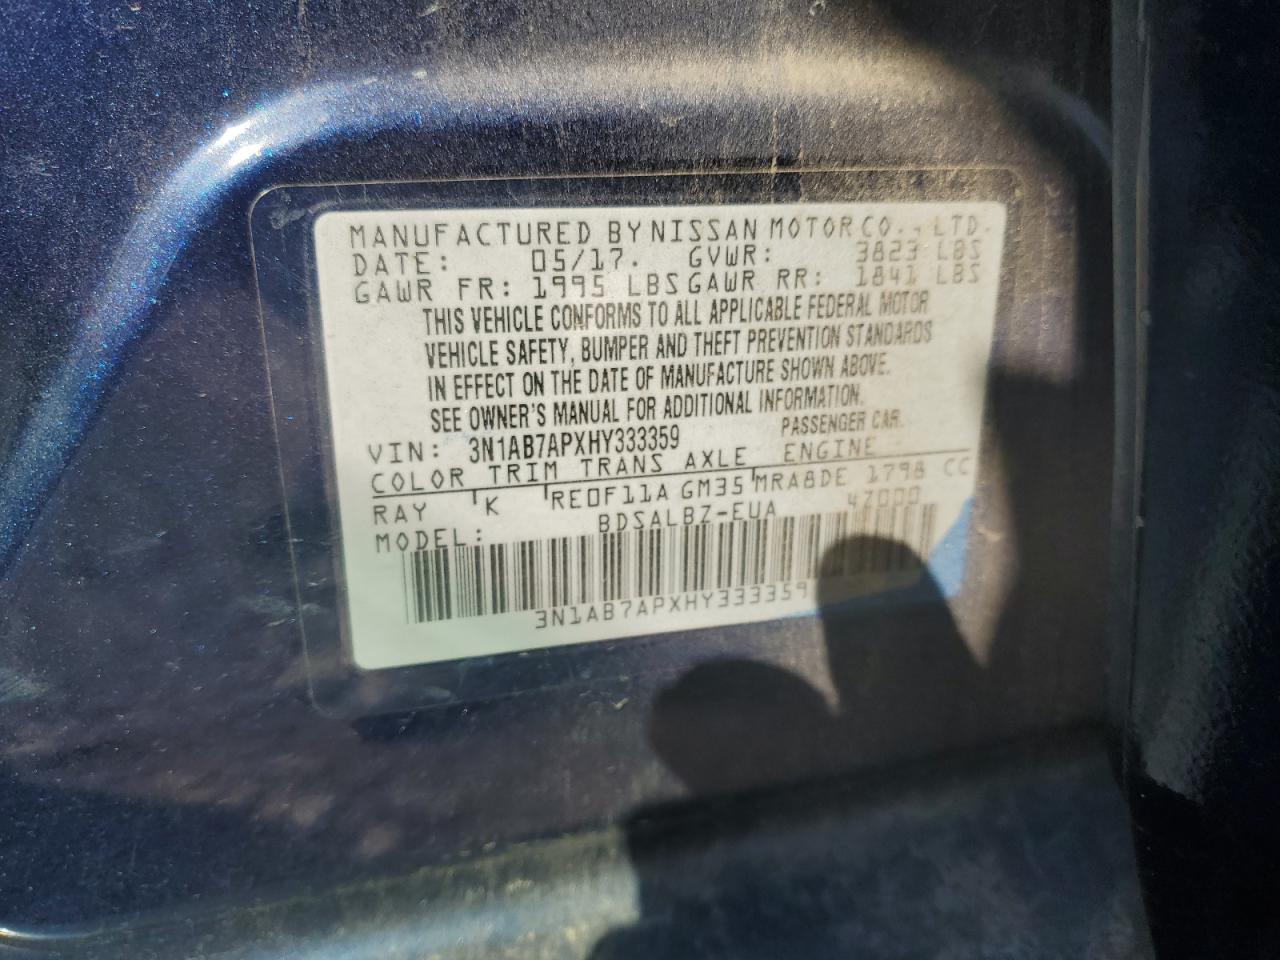 MANUFACTURED BY NISSAN MOTOR CO., LTD.
DATE: 05/17. GVWR: 3823 LBS
GAWR FR: 1995 LBS GAWR RR: 1841 LBS
THIS VEHICLE CONFORMS TO ALL APPLICABLE FEDERAL MOTOR
VEHICLE SAFETY, BUMPER AND THEFT PREVENTION STANDARDS
IN EFFECT ON THE DATE OF MANUFACTURE SHOWN ABOVE.
SEE OWNER'S MANUAL FOR ADDITIONAL INFORMATION.
VIN: 3N1AB7APXHY333359 PASSENGER CAR.
COLOR TRIM TRANS AXLE ENGINE
RAY K RE0F11A GM35 MRA8DE 1798 CC
MODEL: BDSALBZ-EUA 47000
3N1AB7APXHY333359